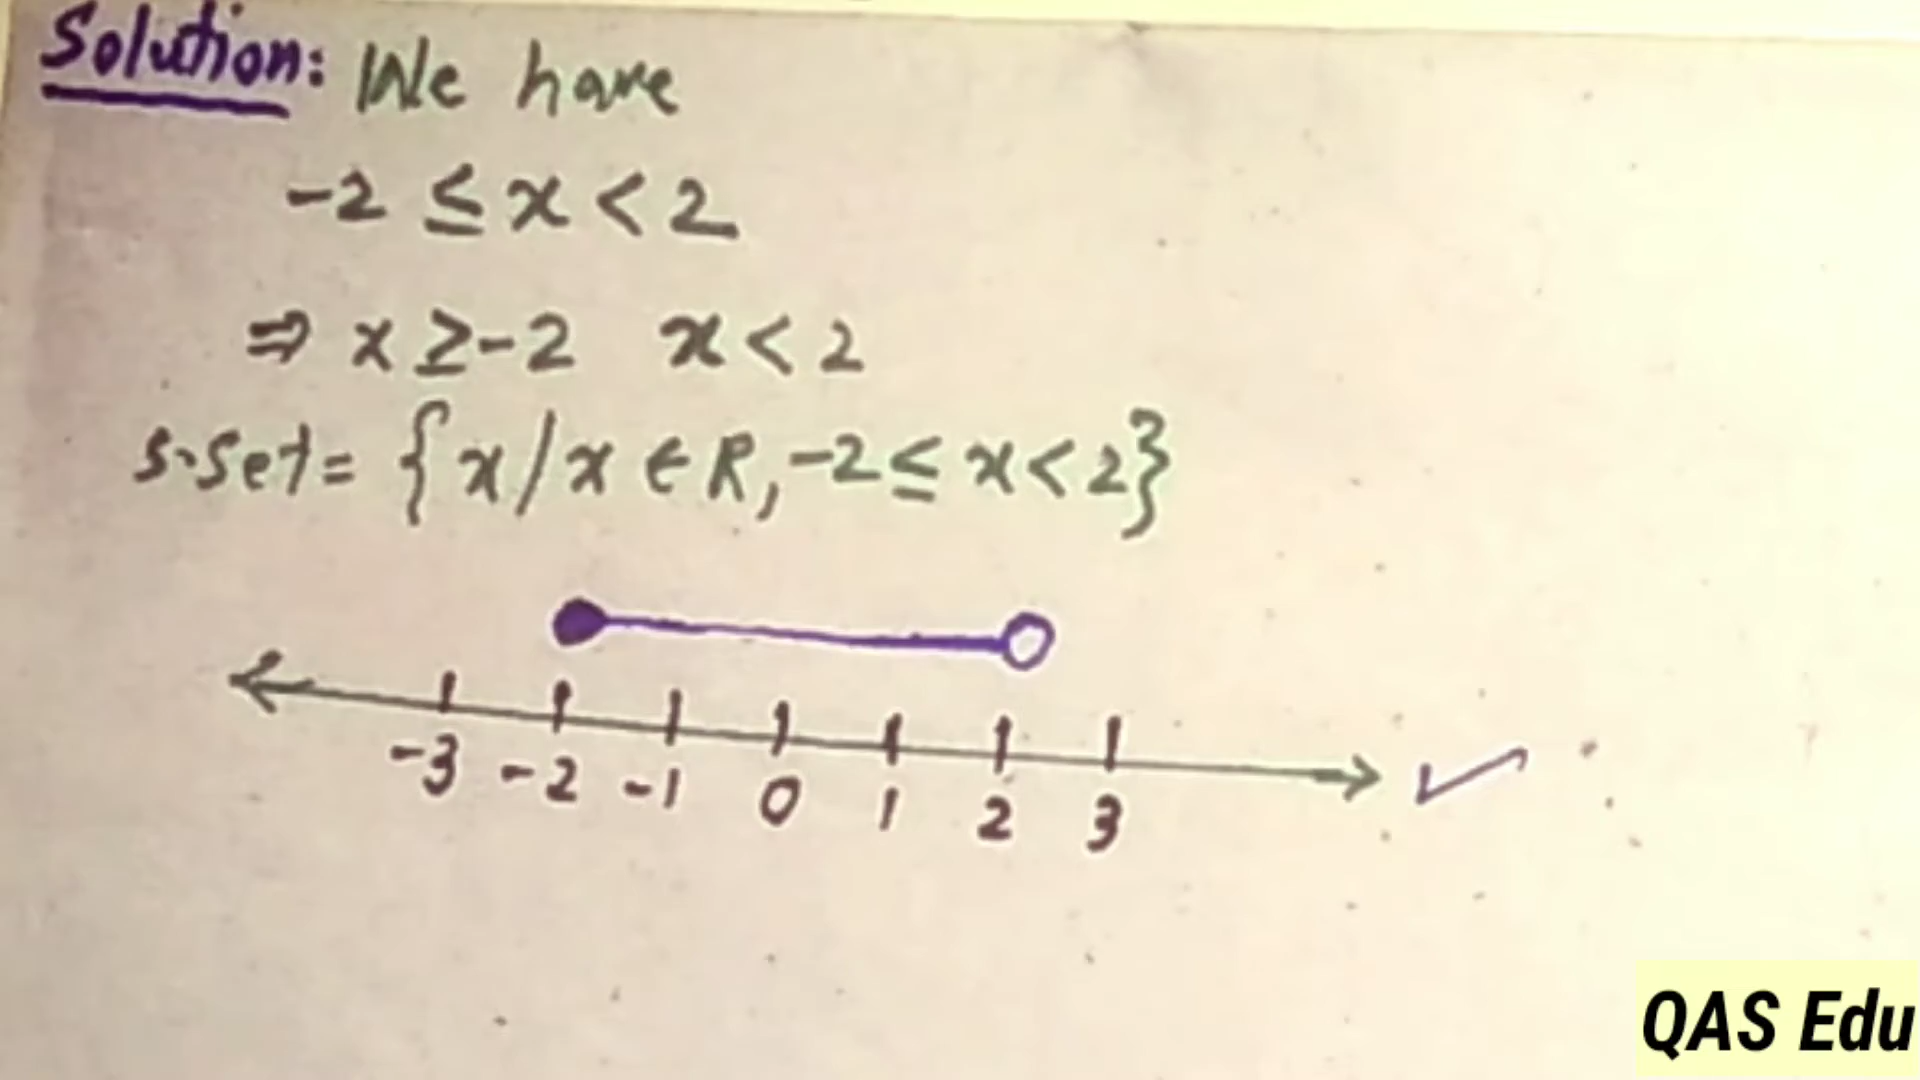 Solution: We have
-2 ≤ x < 2
⇒ x ≥ -2 x < 2
S.Set = {x/x ∈ R, -2 ≤ x < 2}
-3 -2 -1 0 1 2 3
QAS Edu